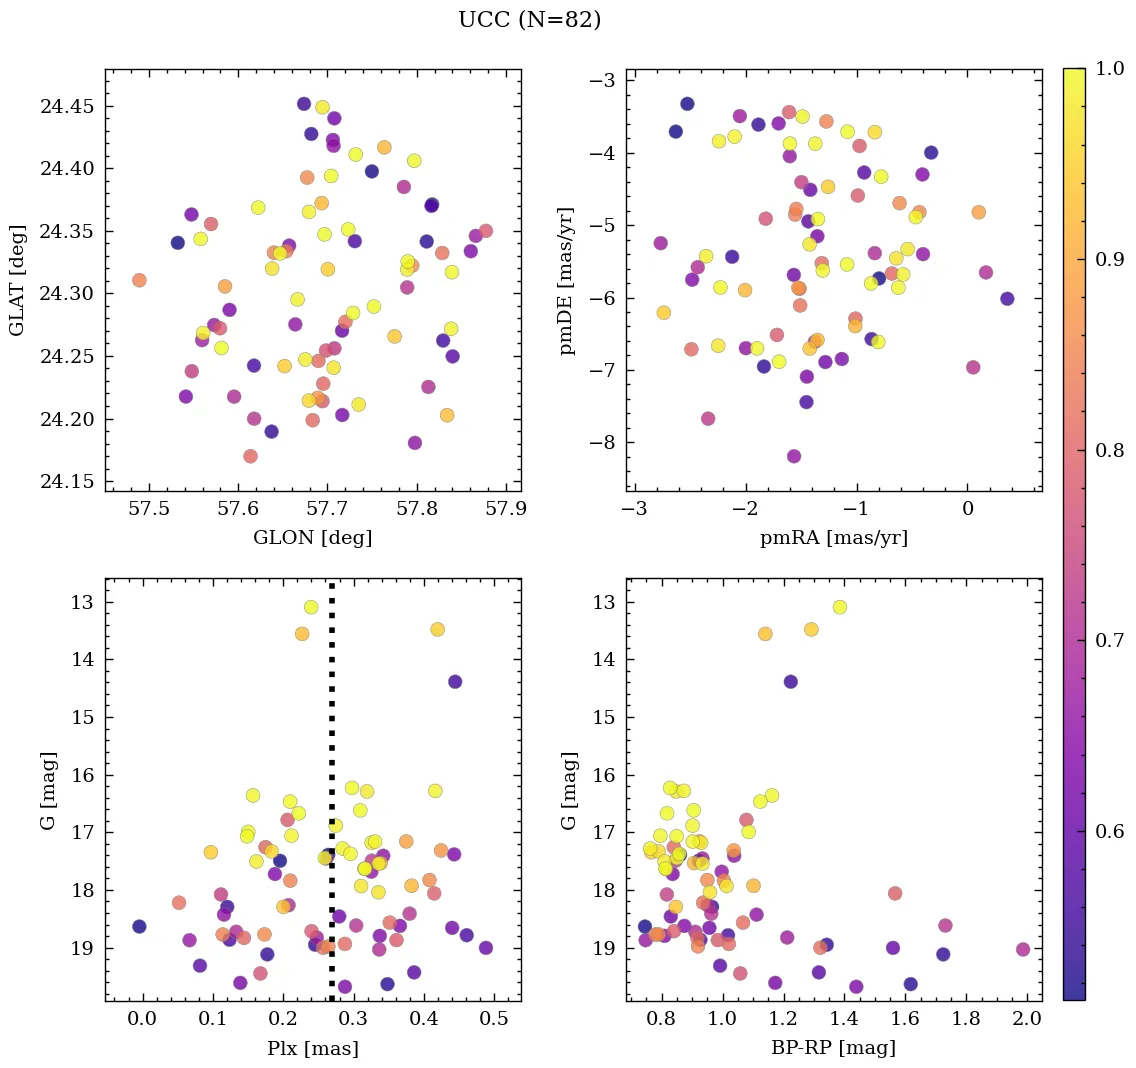 UCC (N=82)
24.45
24.40
24.35
24.30
24.25
24.20
24.15
GLAT [deg]
57.5 57.6 57.7 57.8 57.9
GLON [deg]
−3
−4
−5
−6
−7
−8
pmDE [mas/yr]
−3 −2 −1 0
pmRA [mas/yr]
13
14
15
16
17
18
19
G [mag]
0.0 0.1 0.2 0.3 0.4 0.5
Plx [mas]
13
14
15
16
17
18
19
G [mag]
0.8 1.0 1.2 1.4 1.6 1.8 2.0
BP-RP [mag]
1.0
0.9
0.8
0.7
0.6